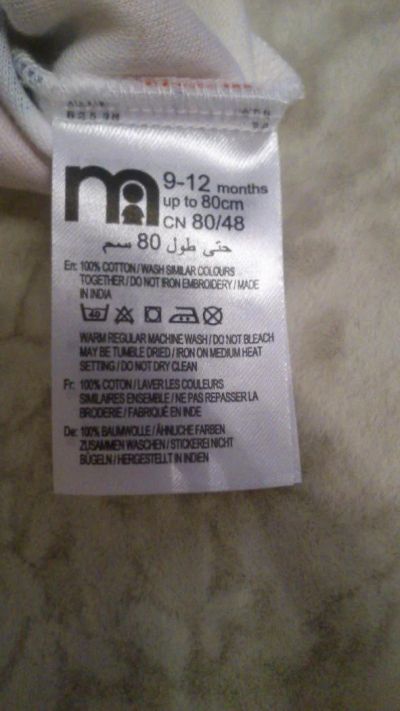 9-12 months
up to 80cm
CN 80/48
حتى طول 80 سم
En: 100% COTTON / WASH SIMILAR COLOURS
TOGETHER / DO NOT IRON EMBROIDERY / MADE
IN INDIA
40
WARM REGULAR MACHINE WASH / DO NOT BLEACH
MAY BE TUMBLE DRIED / IRON ON MEDIUM HEAT
SETTING / DO NOT DRY CLEAN
Fr: 100% COTON / LAVER LES COULEURS
SIMILAIRES ENSEMBLE / NE PAS REPASSER LA
BRODERIE / FABRIQUÉ EN INDE
De: 100% BAUMWOLLE / ÄHNLICHE FARBEN
ZUSAMMEN WASCHEN / STICKEREI NICHT
BÜGELN / HERGESTELLT IN INDIEN